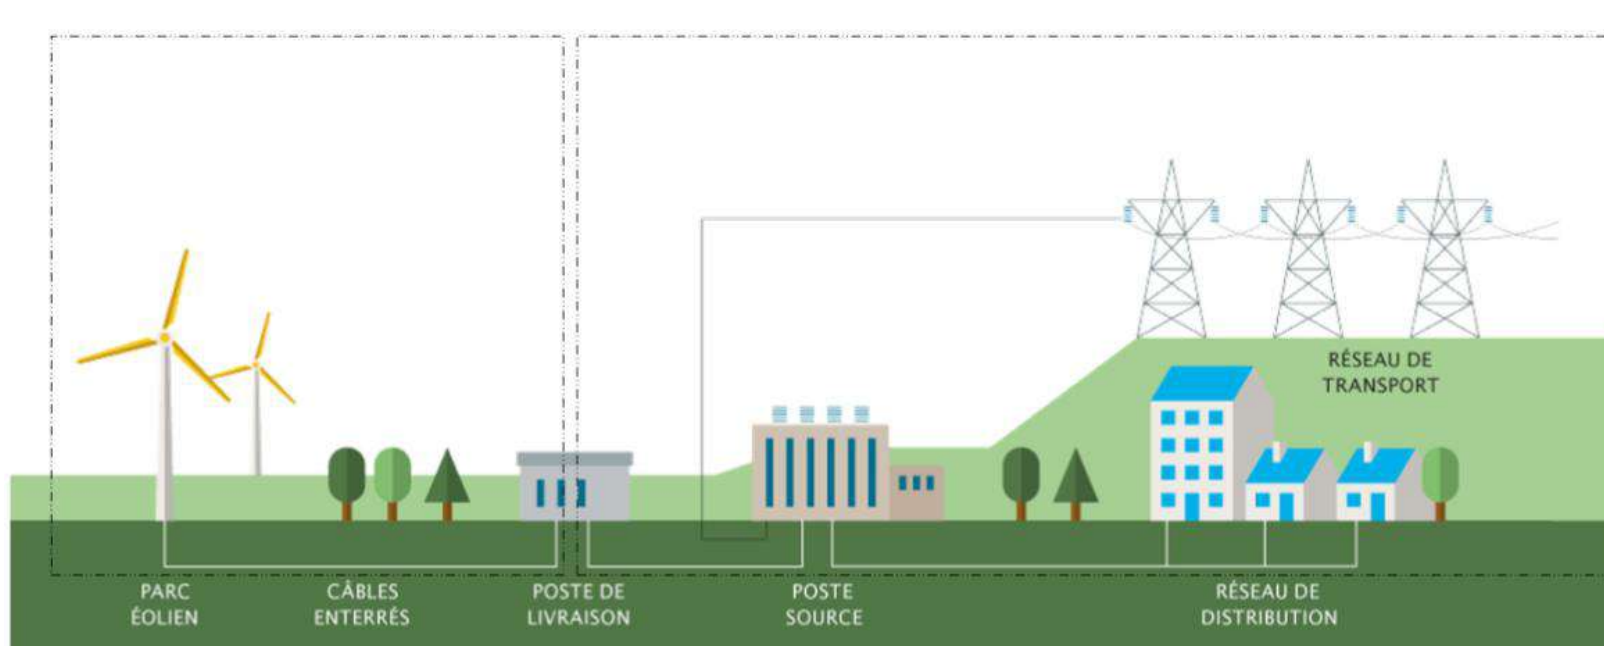 RÉSEAU DE
TRANSPORT
PARC
ÉOLIEN
CÂBLES
ENTERRÉS
POSTE DE
LIVRAISON
POSTE
SOURCE
RÉSEAU DE
DISTRIBUTION